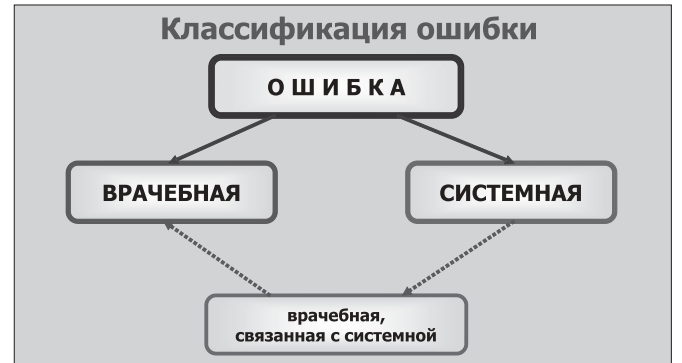 Классификация ошибки
ОШИБКА
ВРАЧЕБНАЯ
СИСТЕМНАЯ
врачебная,
связанная с системной